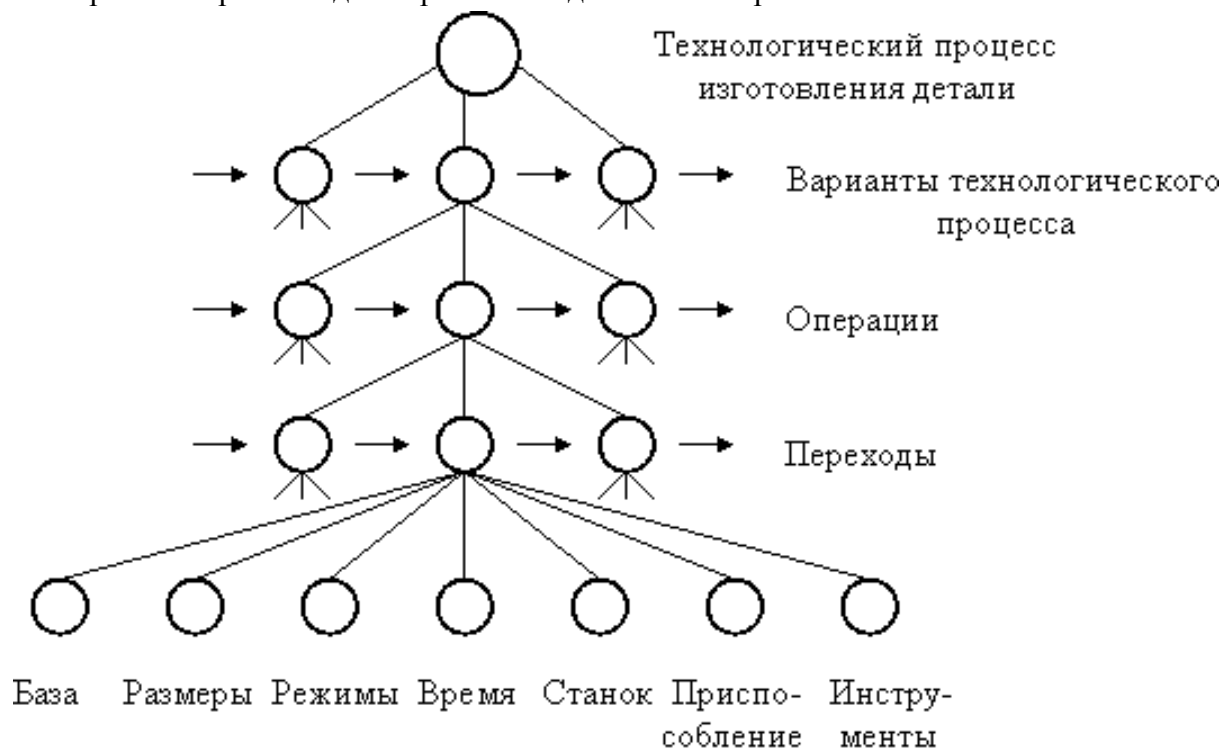 Технологический процесс
изготовления детали
Варианты технологического
процесса
Операции
Переходы
База Размеры Режимы Время Станок Приспо- Инстру-
собление менты